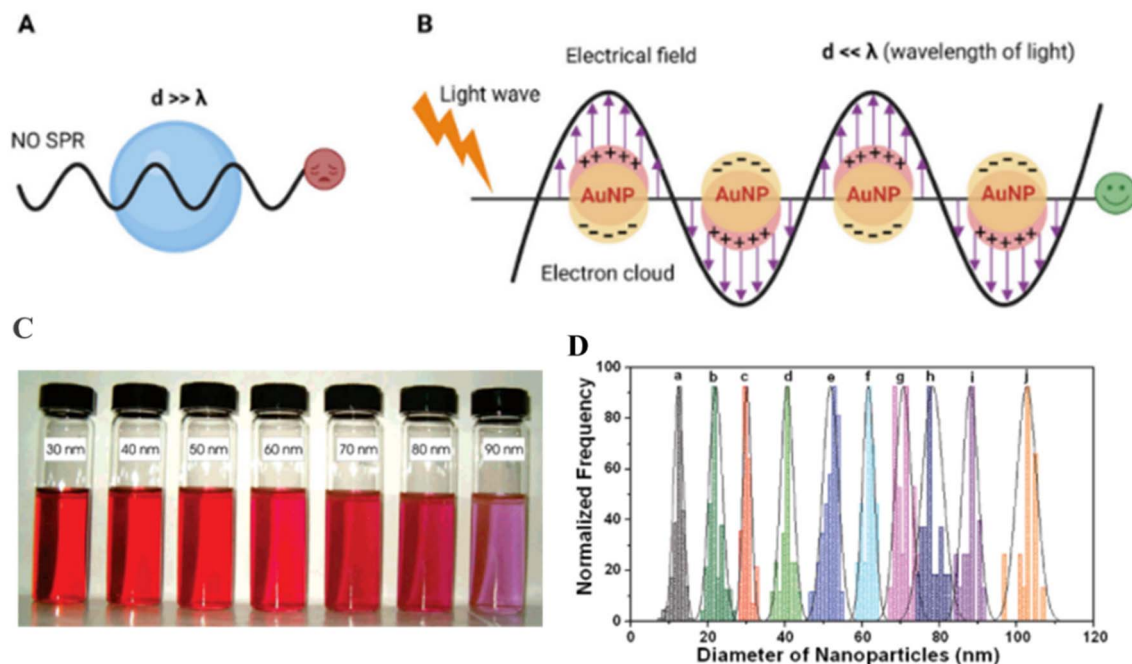 A
d >> λ
NO SPR
B
Electrical field
d << λ (wavelength of light)
Light wave
+ + + + +
- - - -
+ + + + +
- - - -
AuNP
AuNP
AuNP
AuNP
- - - - -
+ + + + +
- - - - -
+ + + + +
Electron cloud
C
30 nm
40 nm
50 nm
60 nm
70 nm
80 nm
90 nm
D
Normalized Frequency
100
80
60
40
20
0
a
b
c
d
e
f
g
h
i
j
0
20
40
60
80
100
120
Diameter of Nanoparticles (nm)